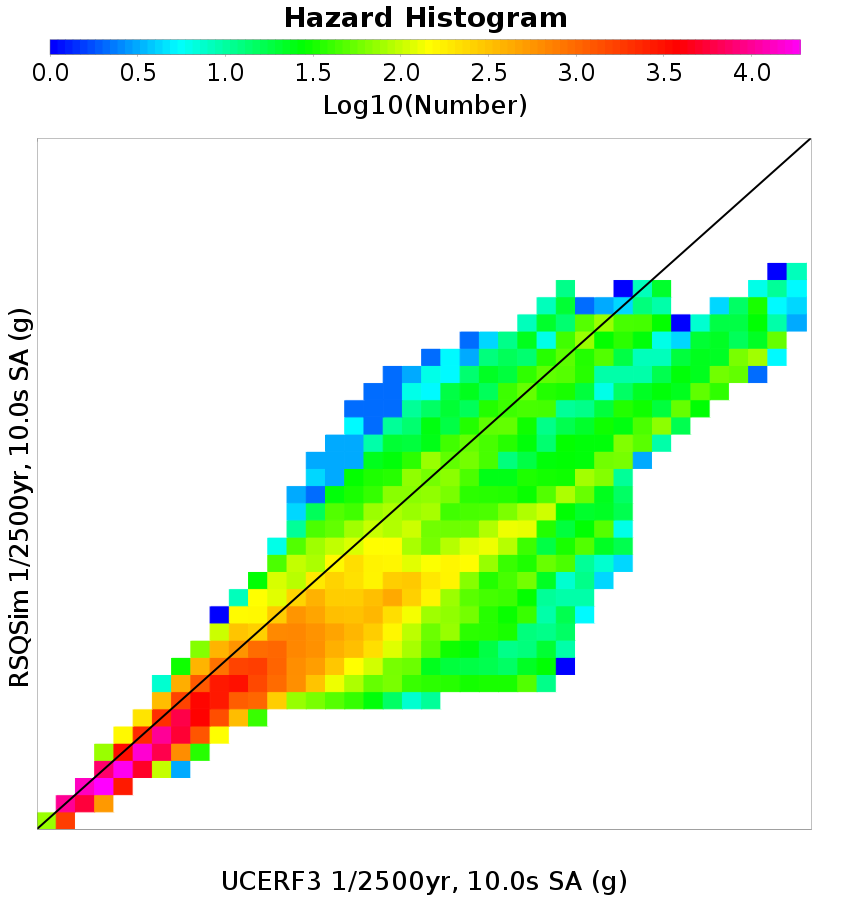 Hazard Histogram
0.0 0.5 1.0 1.5 2.0 2.5 3.0 3.5 4.0
Log10(Number)
RSQSim 1/2500yr, 10.0s SA (g)
UCERF3 1/2500yr, 10.0s SA (g)